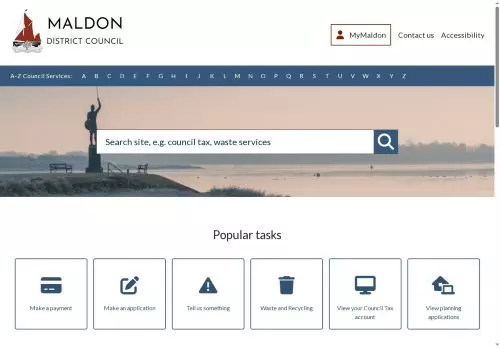 MALDON
DISTRICT COUNCIL
MyMaldon
Contact us
Accessibility
A-Z Council Services: A B C D E F G H I J K L M N O P Q R S T U V W X Y Z
Search site, e.g. council tax, waste services
Popular tasks
Make a payment
Make an application
Tell us something
Waste and Recycling
View your Council Tax
account
View planning
applications